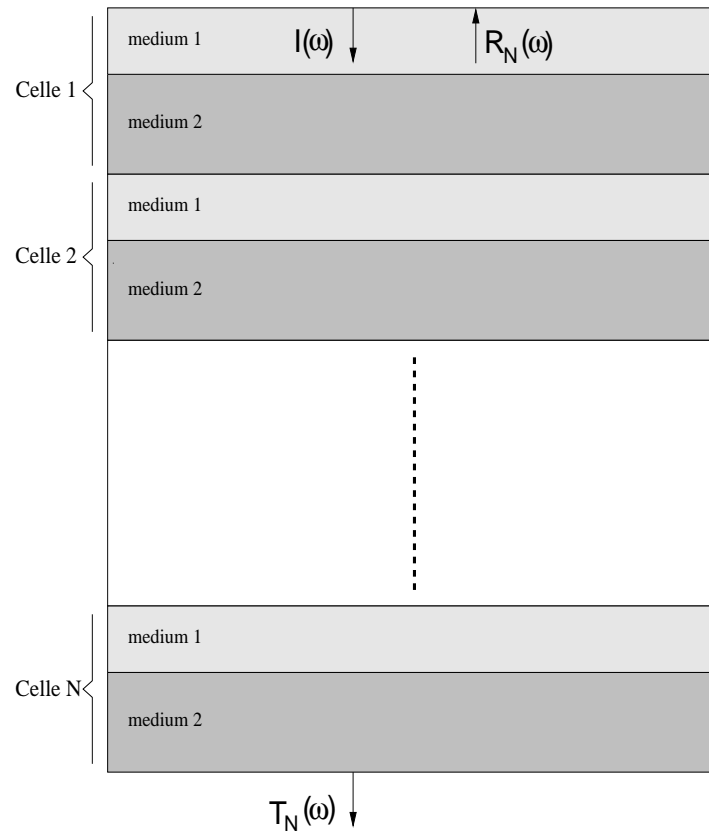 medium 1
I(ω)
R_N(ω)
Celle 1
medium 2
medium 1
Celle 2
medium 2
medium 1
Celle N
medium 2
T_N(ω)